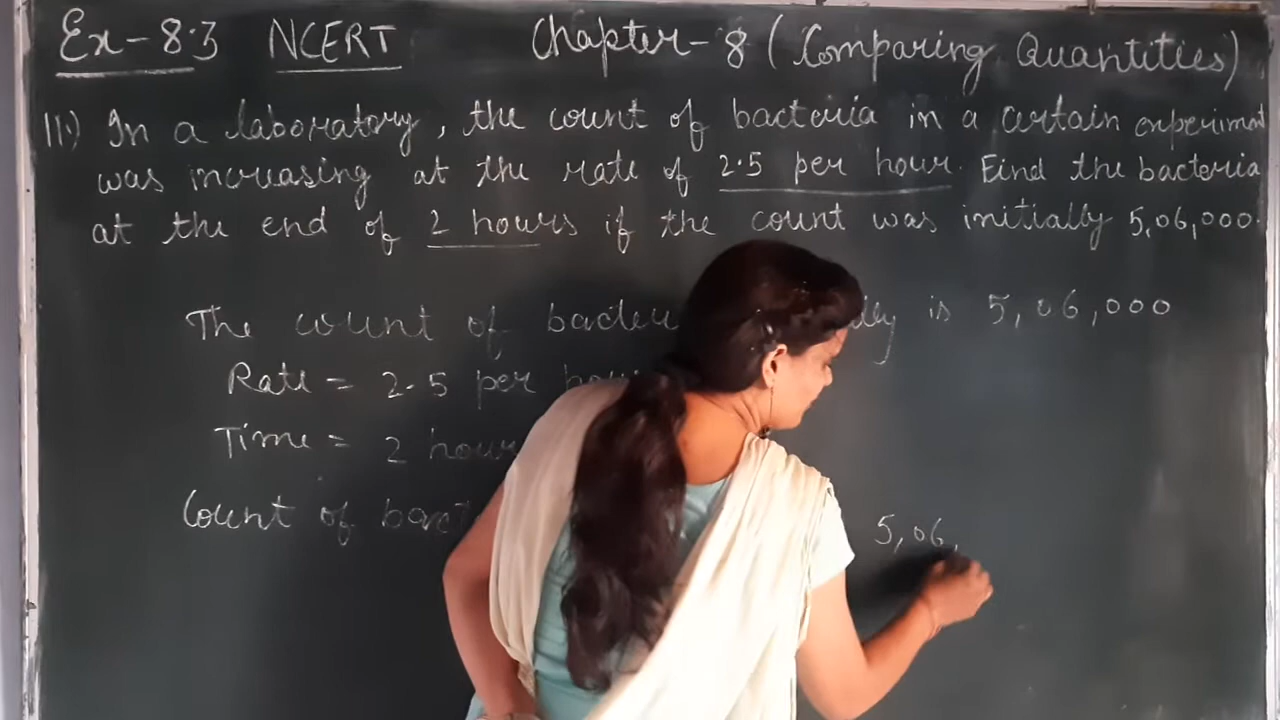 Ex-8.3 NCERT Chapter-8 (Comparing Quantities)
11.) In a laboratory, the count of bacteria in a certain experiment
was increasing at the rate of 2.5 per hour. Find the bacteria
at the end of 2 hours if the count was initially 5,06,000.
The count of is 5,06,000
Rate = 2.5 per
Time = 2
Count of 5,06,